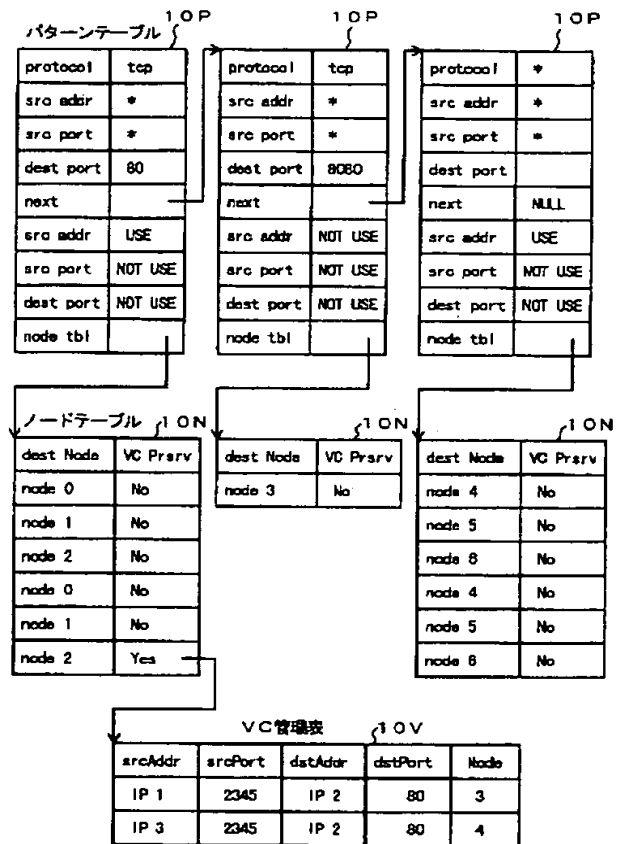 パターンテーブル 10P 10P 10P
protocol tcp
src addr *
src port *
dest port 80
next
src addr USE
src port NOT USE
dest port NOT USE
node tbl
protocol tcp
src addr *
src port *
dest port 8080
next
src addr NOT USE
src port NOT USE
dest port NOT USE
node tbl
protocol *
src addr *
src port *
dest port
next NULL
src addr USE
src port NOT USE
dest port NOT USE
node tbl
ノードテーブル 10N
dest Node VC Prsrv
node 0 No
node 1 No
node 2 No
node 0 No
node 1 No
node 2 Yes
10N
dest Node VC Prsrv
node 3 No
10N
dest Node VC Prsrv
node 4 No
node 5 No
node 6 No
node 4 No
node 5 No
node 6 No
VC管理表 10V
srcAddr srcPort dstAddr dstPort Node
IP 1 2345 IP 2 80 3
IP 3 2345 IP 2 80 4